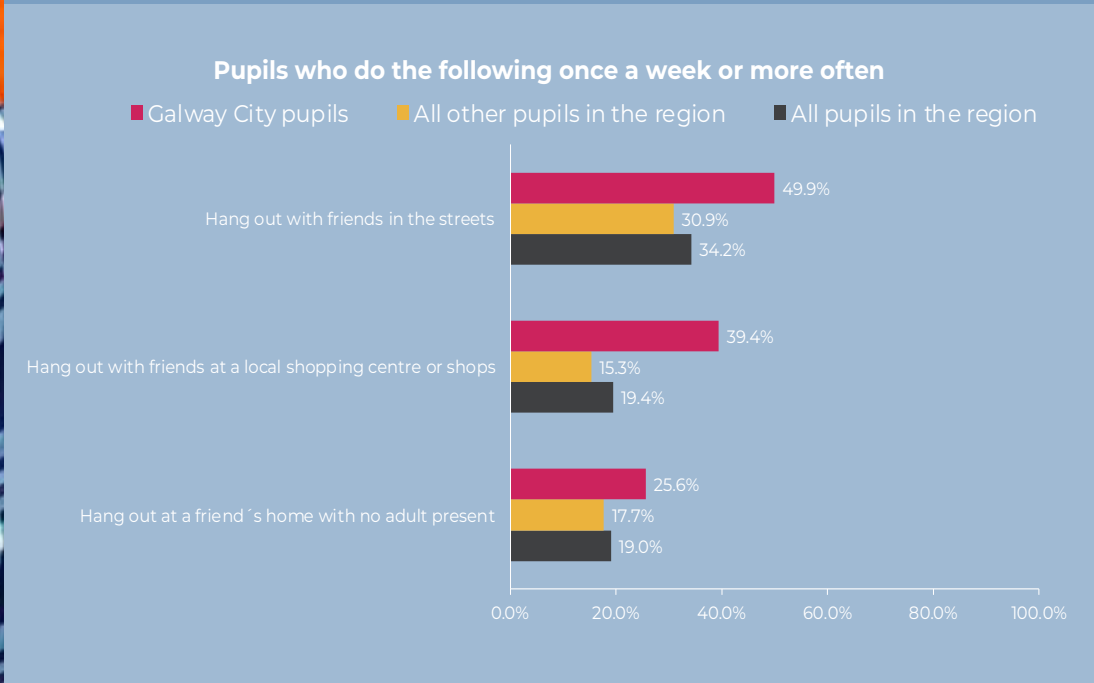 Pupils who do the following once a week or more often
Galway City pupils All other pupils in the region All pupils in the region
49.9%
Hang out with friends in the streets 30.9%
34.2%
39.4%
Hang out with friends at a local shopping centre or shops 15.3%
19.4%
25.6%
Hang out at a friend´s home with no adult present 17.7%
19.0%
0.0% 20.0% 40.0% 60.0% 80.0% 100.0%